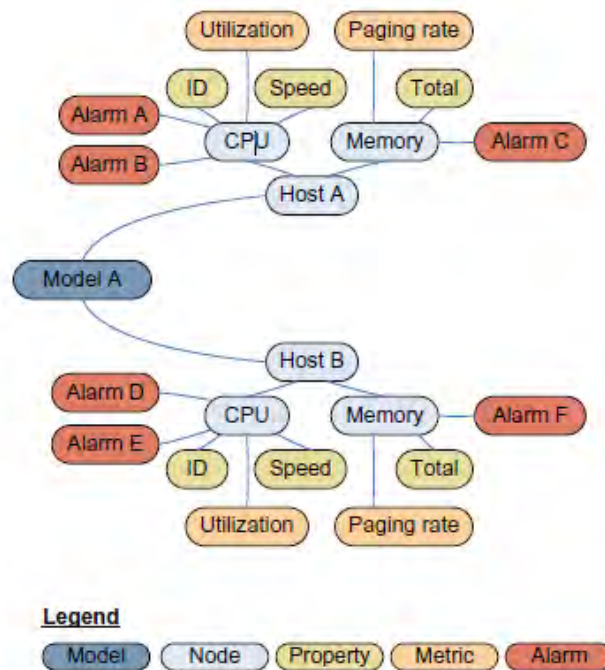 Utilization Paging rate
ID Speed Total
Alarm A
CPU Memory Alarm C
Alarm B
Host A
Model A
Host B
Alarm D
CPU Memory Alarm F
Alarm E
ID Speed Total
Utilization Paging rate
Legend
Model Node Property Metric Alarm